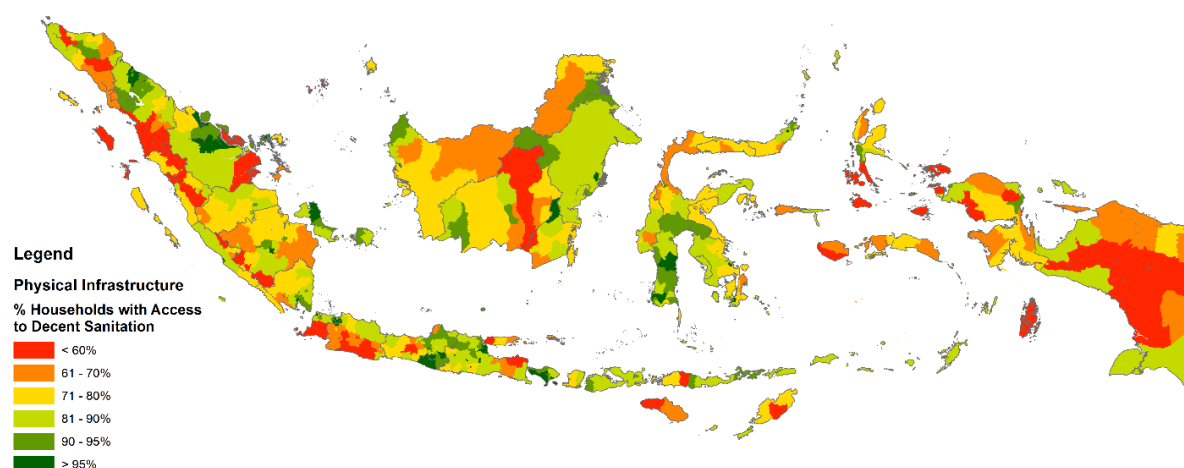 Legend
Physical Infrastructure
% Households with Access
to Decent Sanitation
< 60%
61 - 70%
71 - 80%
81 - 90%
90 - 95%
> 95%